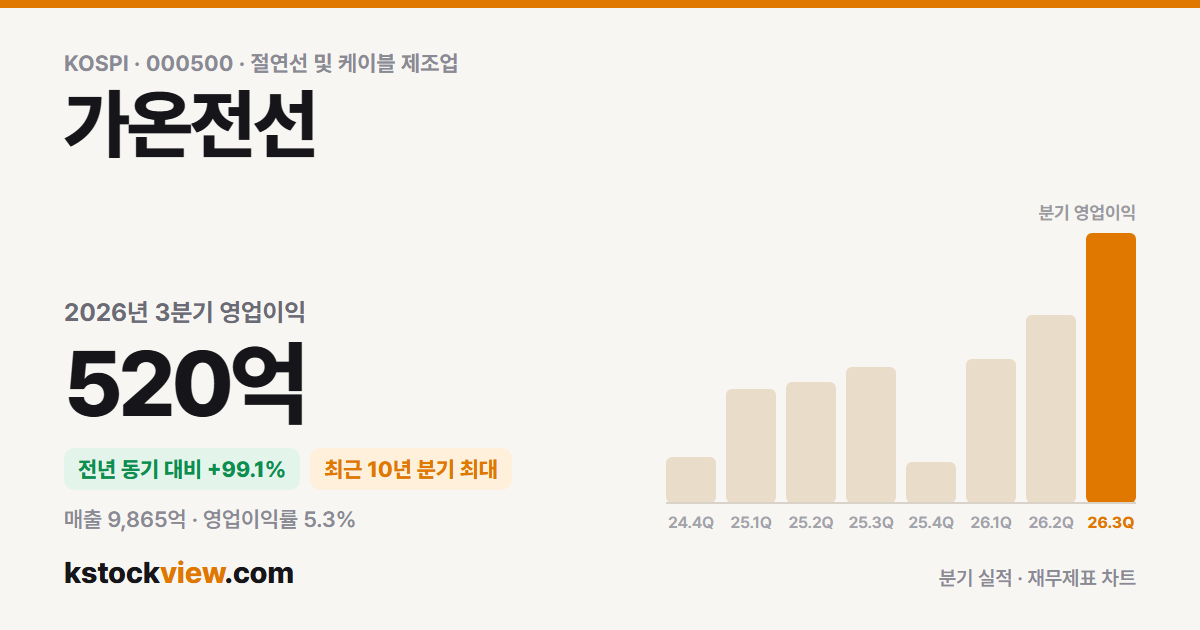 KOSPI · 000500 · 절연선 및 케이블 제조업
가온전선
분기 영업이익
2026년 3분기 영업이익
520억
전년 동기 대비 +99.1%
최근 10년 분기 최대
매출 9,865억 · 영업이익률 5.3%
24.4Q 25.1Q 25.2Q 25.3Q 25.4Q 26.1Q 26.2Q 26.3Q
kstockview.com
분기 실적 · 재무제표 차트